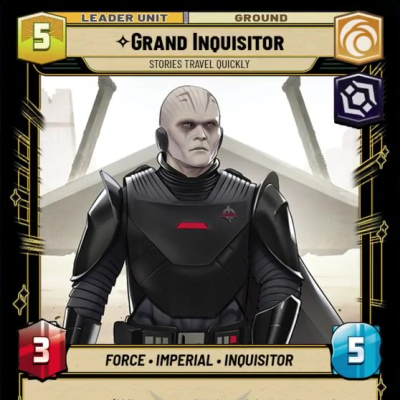 LEADER UNIT
GROUND
5
GRAND INQUISITOR
STORIES TRAVEL QUICKLY
3
FORCE • IMPERIAL • INQUISITOR
5